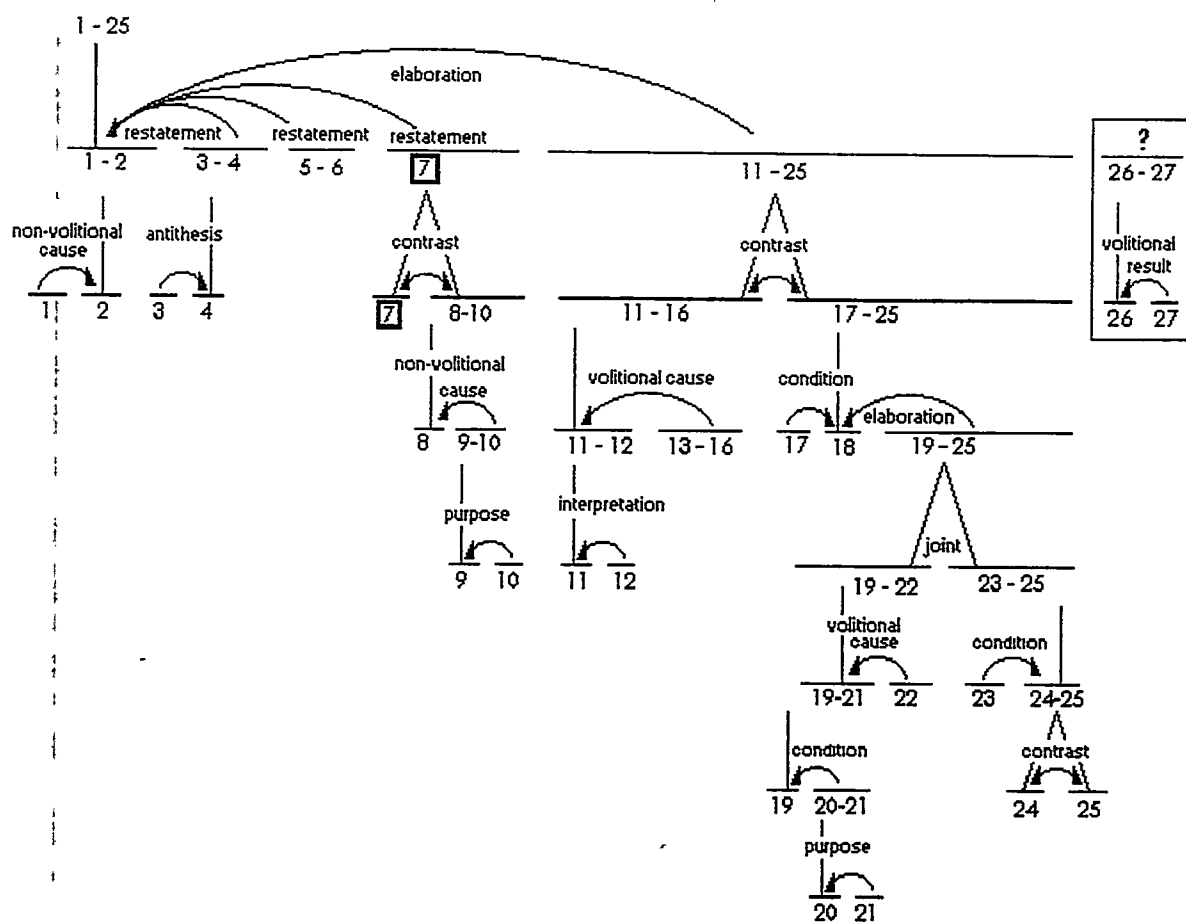 1 - 25
elaboration
restatement restatement restatement
1 - 2 3 - 4 5 - 6 7 11 - 25
?
26 - 27
non-volitional cause
antithesis
contrast
contrast
volitional result
1 2 3 4 7 8-10 11 - 16 17 - 25 26 27
non-volitional cause
volitional cause
condition
elaboration
8 9-10 11 - 12 13 - 16 17 18 19 - 25
purpose
interpretation
joint
9 10 11 12 19 - 22 23 - 25
volitional cause
condition
19-21 22 23 24-25
condition
contrast
19 20-21 24 25
purpose
20 21